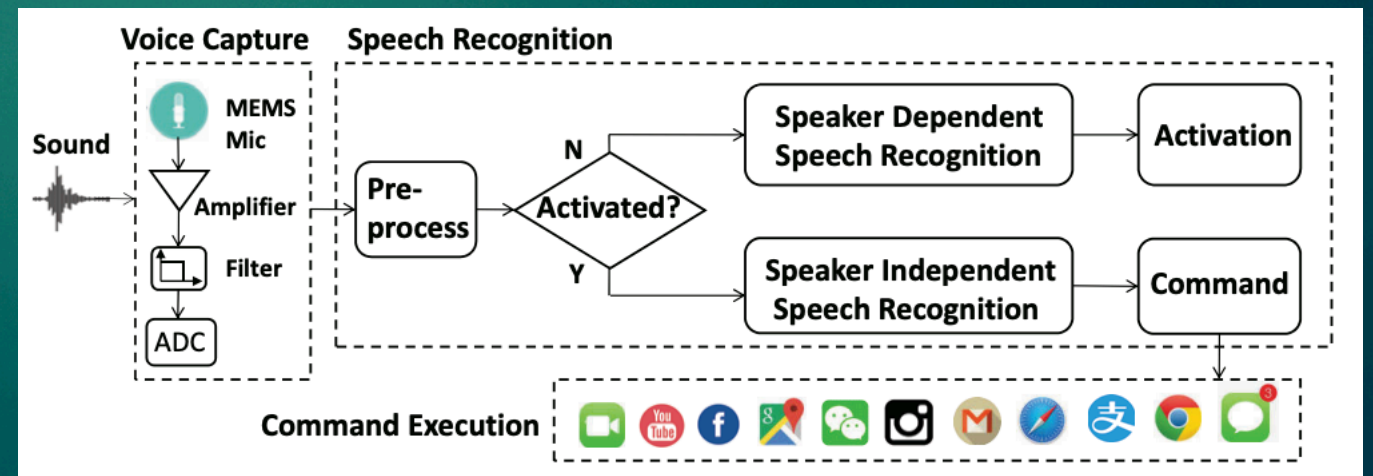 Voice Capture
Speech Recognition
Sound
MEMS
Mic
Amplifier
Filter
ADC
Pre-
process
Activated?
N
Y
Speaker Dependent
Speech Recognition
Activation
Speaker Independent
Speech Recognition
Command
Command Execution
You
Tube
f
g
M
支
3